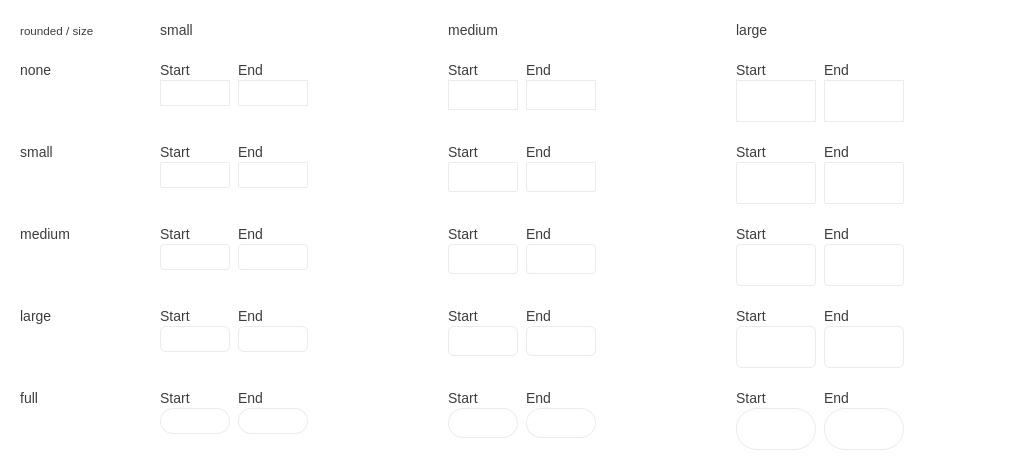 rounded / size small medium large
none Start End Start End Start End
small Start End Start End Start End
medium Start End Start End Start End
large Start End Start End Start End
full Start End Start End Start End